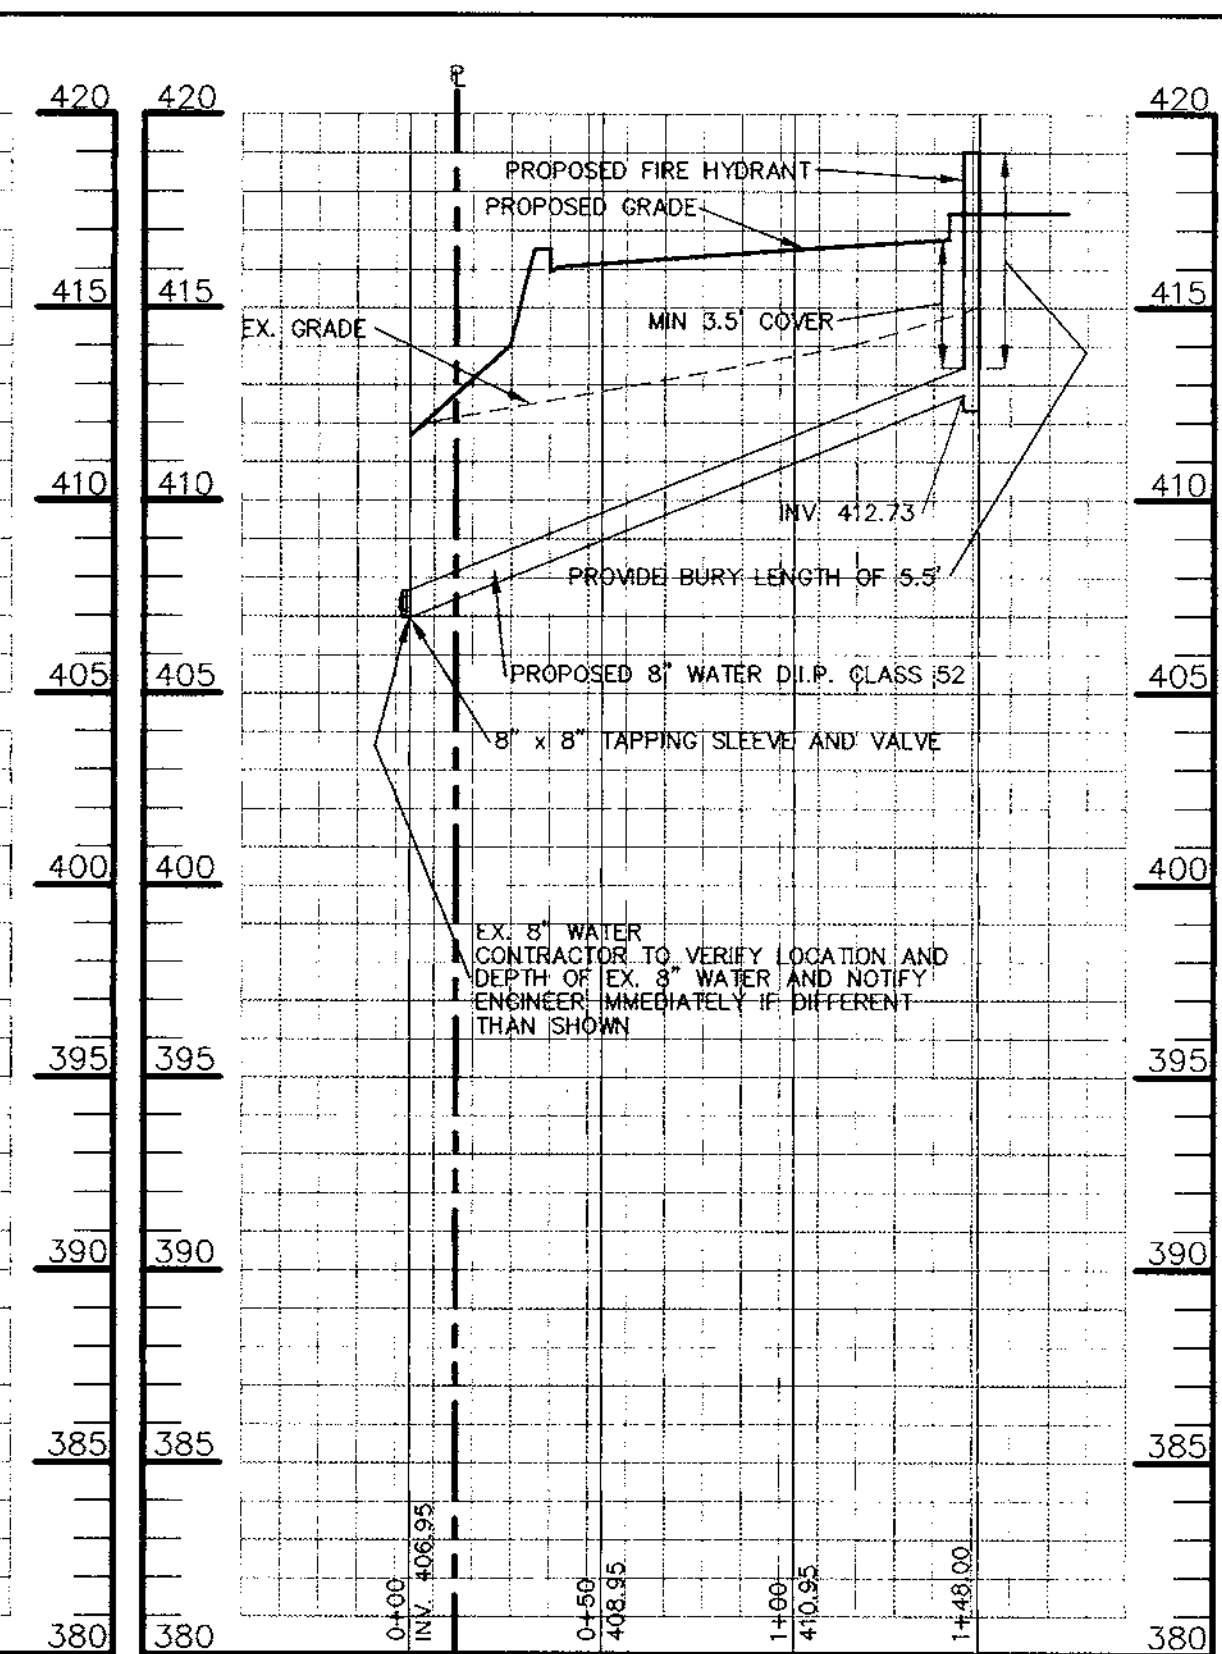 ℄
420 420 420
PROPOSED FIRE HYDRANT
PROPOSED GRADE
415 415 415
EX. GRADE
MIN 3.5' COVER
410 410 410
INV. 412.73
PROVIDE BURY LENGTH OF 5.5'
405 405 405
PROPOSED 8" WATER D.I.P. CLASS 52
8" x 8" TAPPING SLEEVE AND VALVE
400 400 400
EX. 8" WATER
CONTRACTOR TO VERIFY LOCATION AND
DEPTH OF EX. 8" WATER AND NOTIFY
ENGINEER IMMEDIATELY IF DIFFERENT
THAN SHOWN
395 395 395
390 390 390
385 385 385
0+00
INV. 406.95
0+50
408.95
1+00
410.95
1+48.00
380 380 380